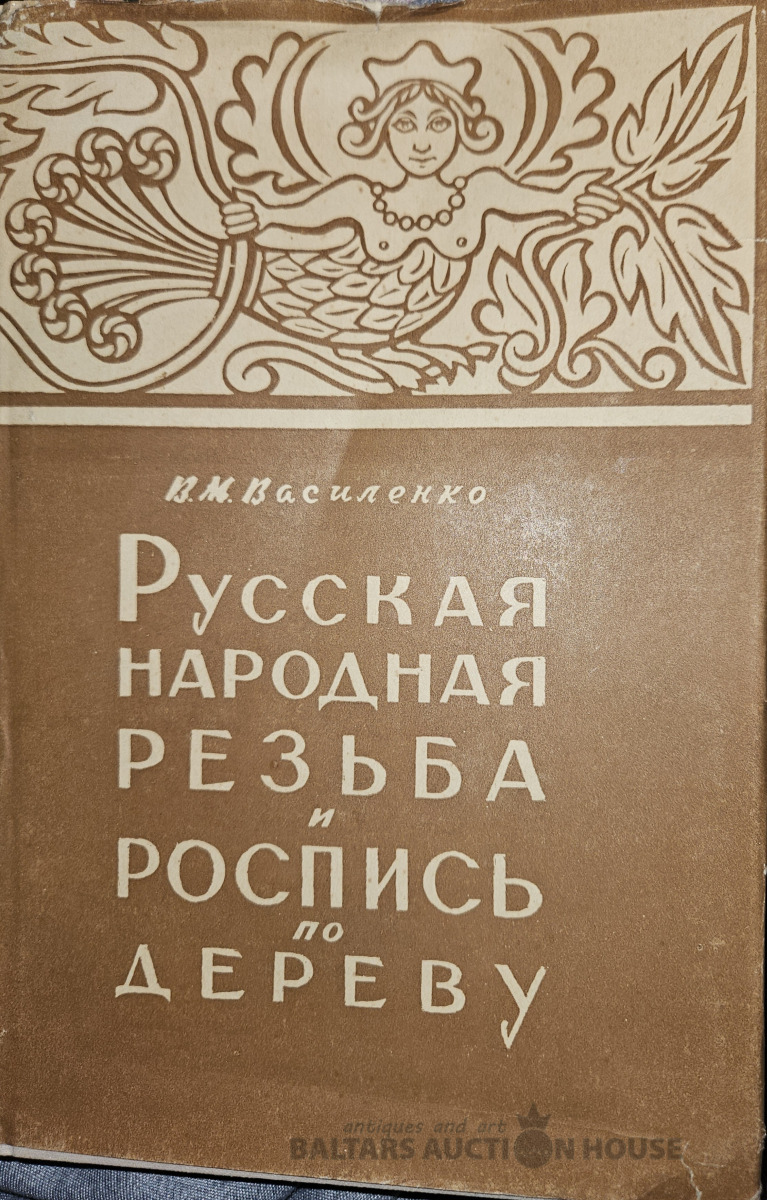 В. М. Василенко
Русская
народная
резьба
и
роспись
по
дереву
antiques and art
BALTARS AUCTION HOUSE